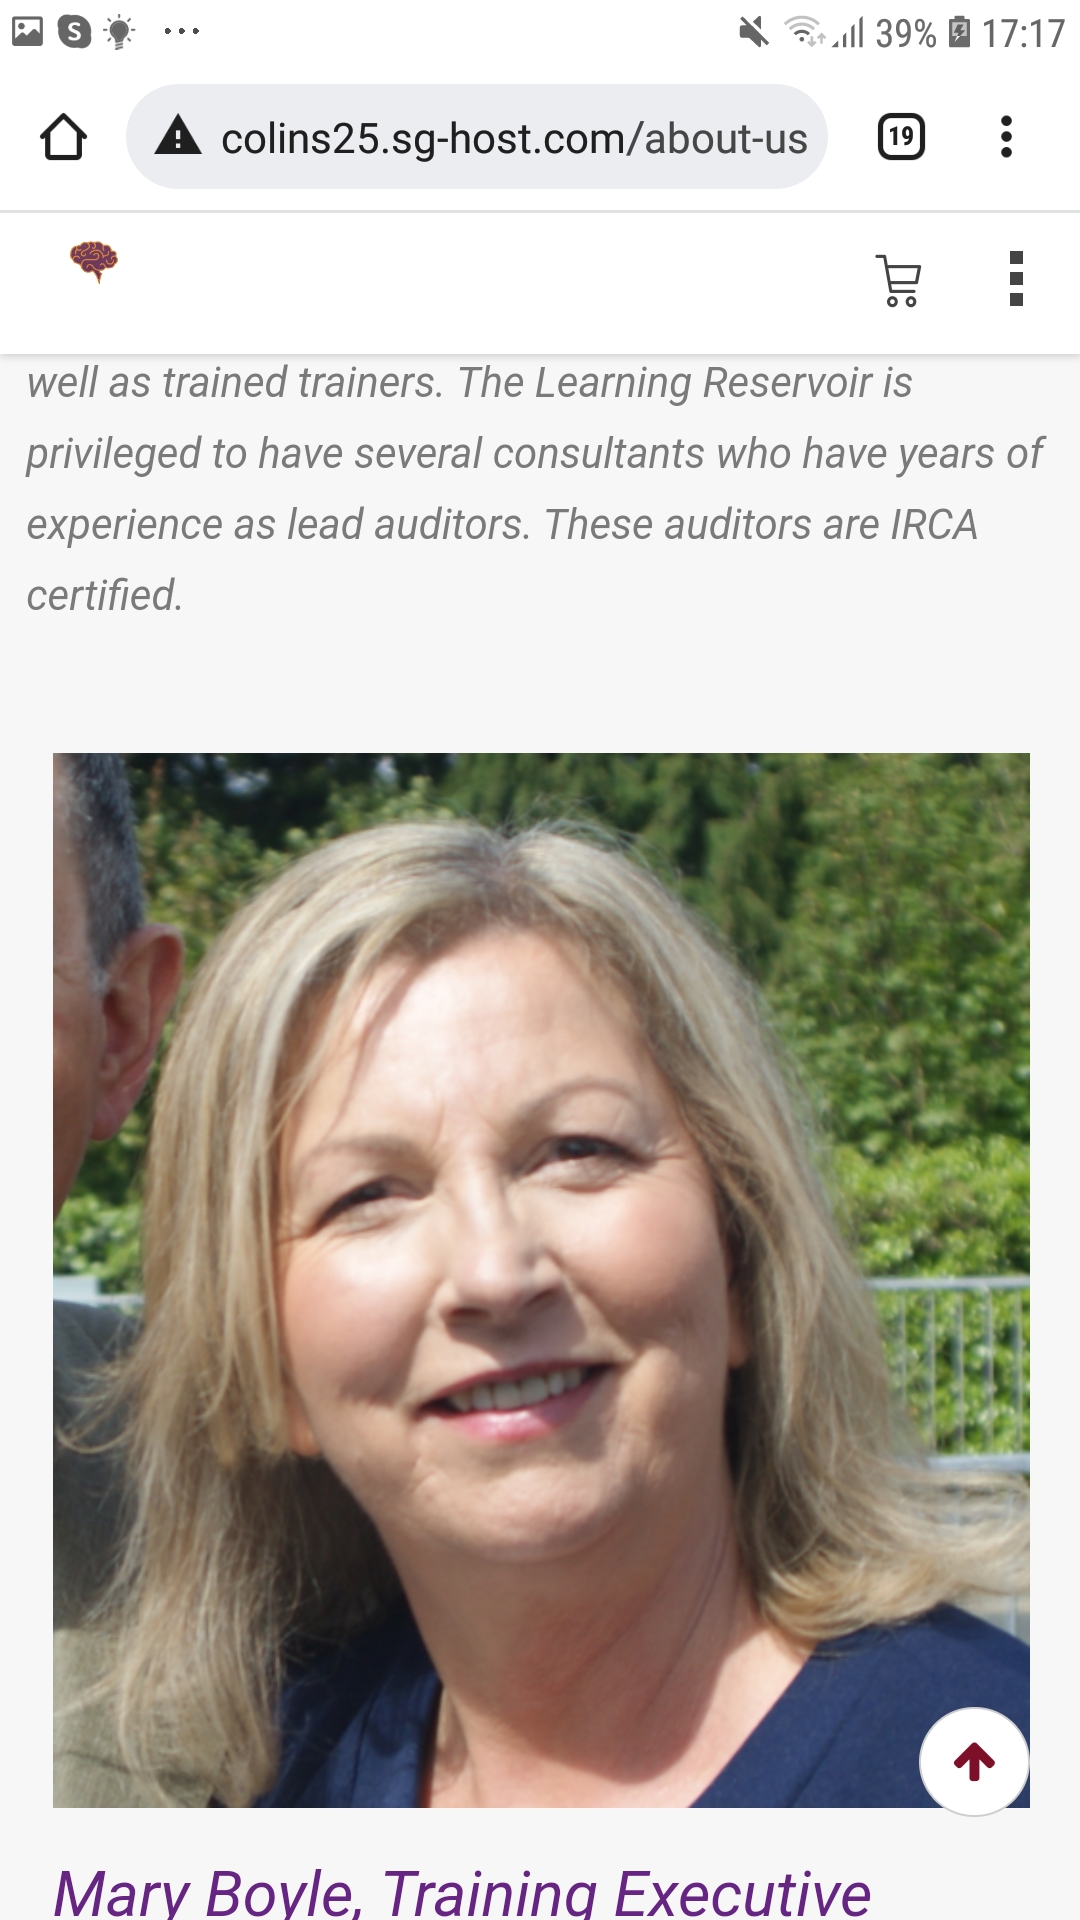 39% 17:17
colins25.sg-host.com/about-us
19
well as trained trainers. The Learning Reservoir is
privileged to have several consultants who have years of
experience as lead auditors. These auditors are IRCA
certified.
Mary Boyle, Training Executive